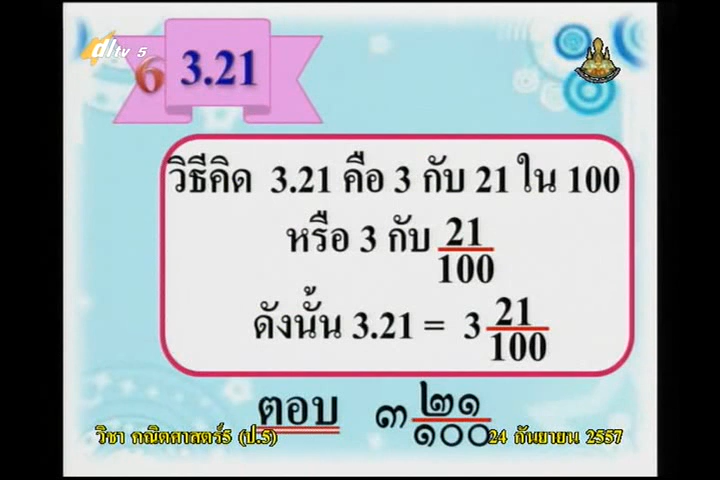 dltv 5
6 3.21
วิธีคิด 3.21 คือ 3 กับ 21 ใน 100
หรือ 3 กับ 21/100
ดังนั้น 3.21 = 3 21/100
ตอบ ๓ ๒๑/๑๐๐
วิชา คณิตศาสตร์5 (ป.5) 24 กันยายน 2557